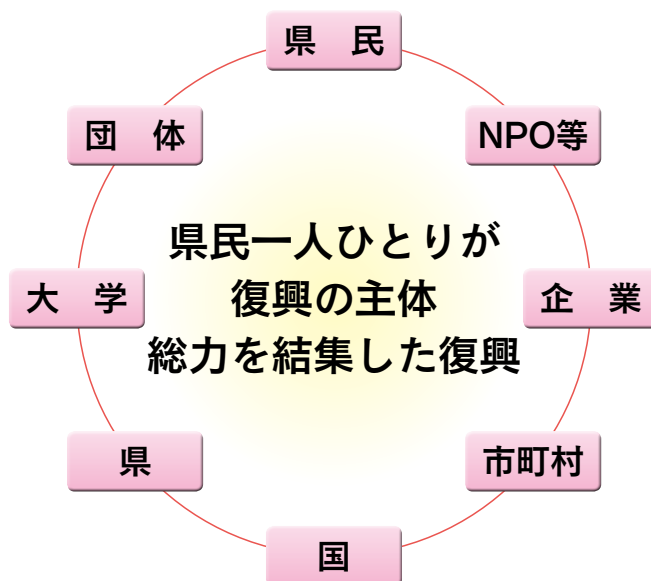 県　民
団　体
NPO等
県民一人ひとりが
復興の主体
総力を結集した復興
大　学
企　業
県
市町村
国